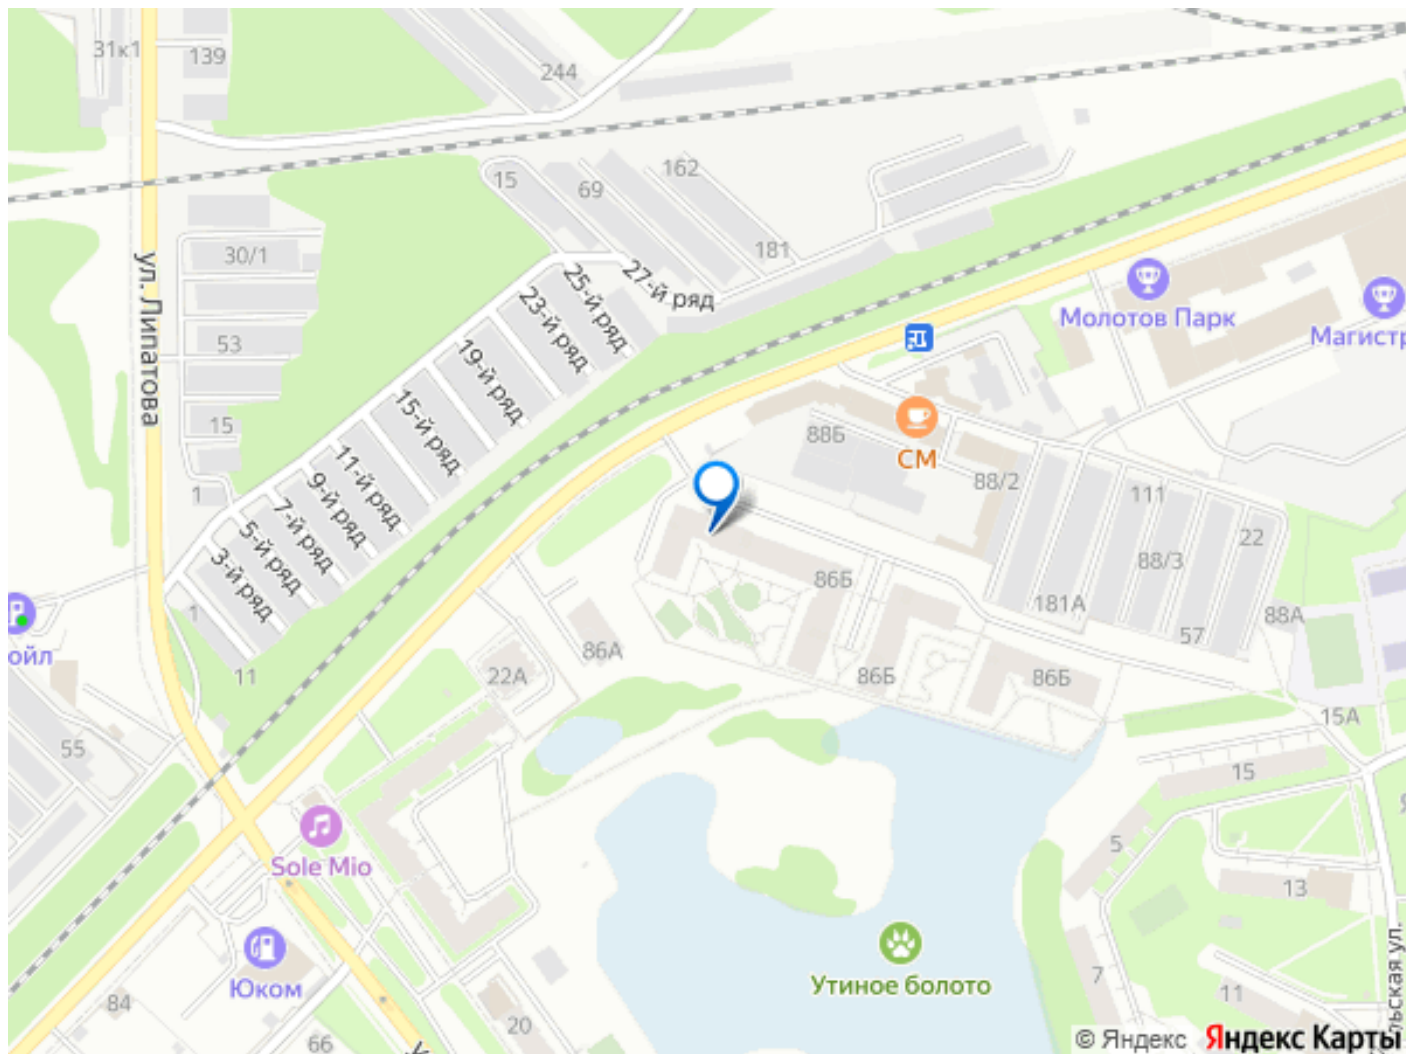 31к1
139
244
15
69
162
181
30/1
53
15
1
ул. Липатова
27-й ряд
25-й ряд
23-й ряд
19-й ряд
15-й ряд
11-й ряд
9-й ряд
7-й ряд
5-й ряд
3-й ряд
1
11
Молотов Парк
Магистр
88Б
СМ
88/2
111
22
88/3
181А
57
88А
86Б
86А
86Б
86Б
22А
15А
ойл
55
15
5
13
Sole Mio
Юком
84
66
20
Утиное болото
7
11
льская ул.
© Яндекс
Яндекс Карты